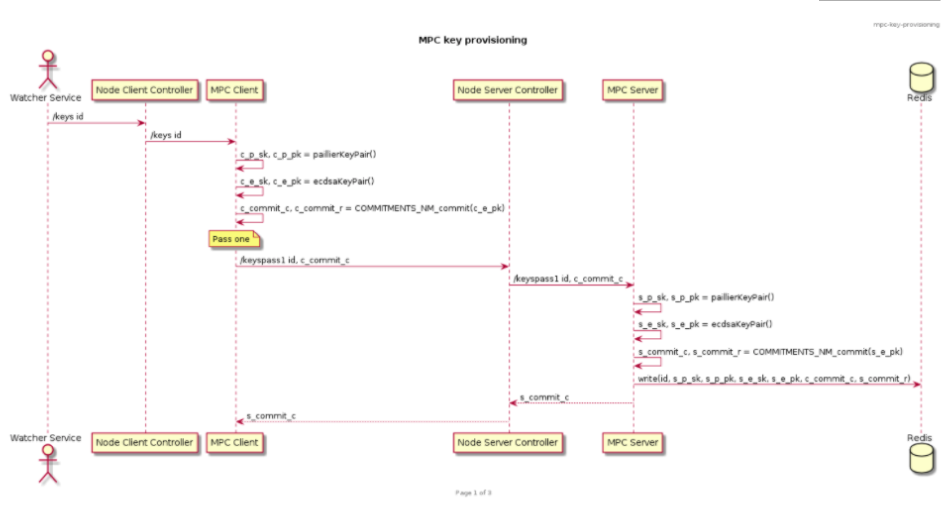 mpc-key-provisioning
MPC key provisioning
Watcher Service
Node Client Controller
MPC Client
Node Server Controller
MPC Server
Redis
/keys id
/keys id
c_p_sk, c_p_pk = paillierKeyPair()
c_e_sk, c_e_pk = ecdsaKeyPair()
c_commit_c, c_commit_r = COMMITMENTS_NM_commit(c_e_pk)
Pass one
/keyspass1 id, c_commit_c
/keyspass1 id, c_commit_c
s_p_sk, s_p_pk = paillierKeyPair()
s_e_sk, s_e_pk = ecdsaKeyPair()
s_commit_c, s_commit_r = COMMITMENTS_NM_commit(s_e_pk)
write(id, s_p_sk, s_p_pk, s_e_sk, s_e_pk, c_commit_c, s_commit_r)
s_commit_c
s_commit_c
Watcher Service
Node Client Controller
MPC Client
Node Server Controller
MPC Server
Redis
Page 1 of 3